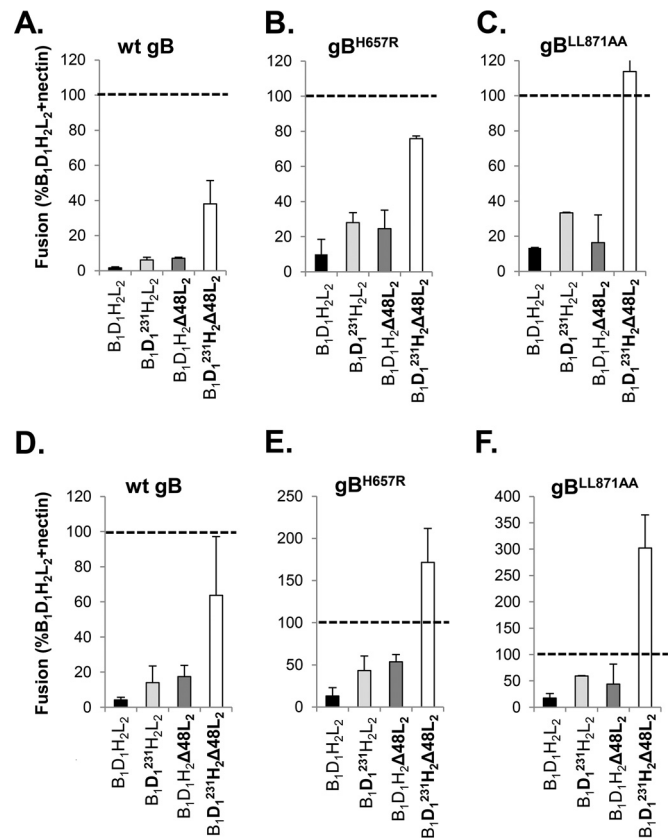 A.
wt gB
Fusion (%B₁D₁H₂L₂+nectin)
120
100
80
60
40
20
0
B₁D₁H₂L₂
B₁D₁²³¹H₂L₂
B₁D₁H₂Δ48L₂
B₁D₁²³¹H₂Δ48L₂
B.
gBᴴ⁶⁵⁷ᴿ
120
100
80
60
40
20
0
B₁D₁H₂L₂
B₁D₁²³¹H₂L₂
B₁D₁H₂Δ48L₂
B₁D₁²³¹H₂Δ48L₂
C.
gBᴸᴸ⁸⁷¹ᴬᴬ
120
100
80
60
40
20
0
B₁D₁H₂L₂
B₁D₁²³¹H₂L₂
B₁D₁H₂Δ48L₂
B₁D₁²³¹H₂Δ48L₂
D.
wt gB
Fusion (%B₁D₁H₂L₂+nectin)
120
100
80
60
40
20
0
B₁D₁H₂L₂
B₁D₁²³¹H₂L₂
B₁D₁H₂Δ48L₂
B₁D₁²³¹H₂Δ48L₂
E.
gBᴴ⁶⁵⁷ᴿ
250
200
150
100
50
0
B₁D₁H₂L₂
B₁D₁²³¹H₂L₂
B₁D₁H₂Δ48L₂
B₁D₁²³¹H₂Δ48L₂
F.
gBᴸᴸ⁸⁷¹ᴬᴬ
400
350
300
250
200
150
100
50
0
B₁D₁H₂L₂
B₁D₁²³¹H₂L₂
B₁D₁H₂Δ48L₂
B₁D₁²³¹H₂Δ48L₂